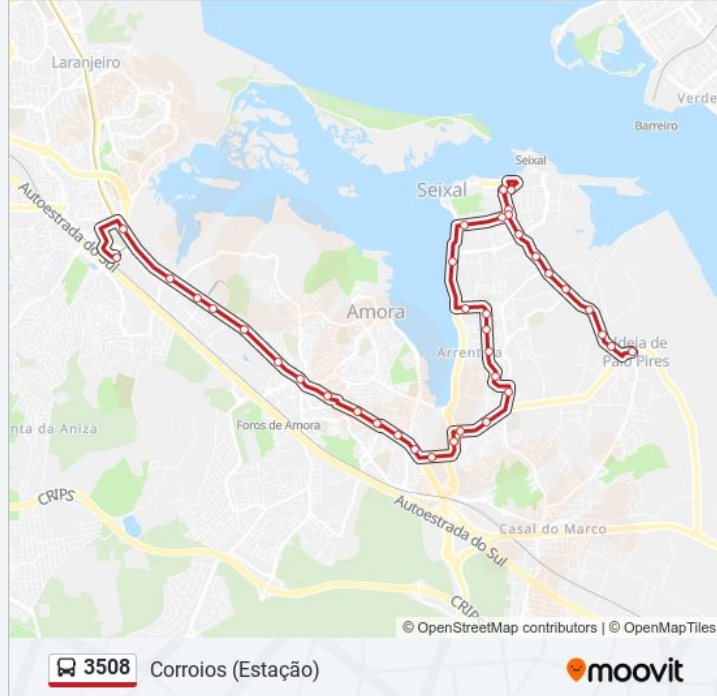 Laranjeiro
Verde
Barreiro
Seixal
Seixal
Autoestrada do Sul
Amora
Arrentela
Aldeia de
Paio Pires
Foros de Amora
nta da Aniza
CRIPS
Autoestrada do Sul
Casal do Marco
CRIPS
© OpenStreetMap contributors | © OpenMapTiles
3508 Corroios (Estação)
moovit